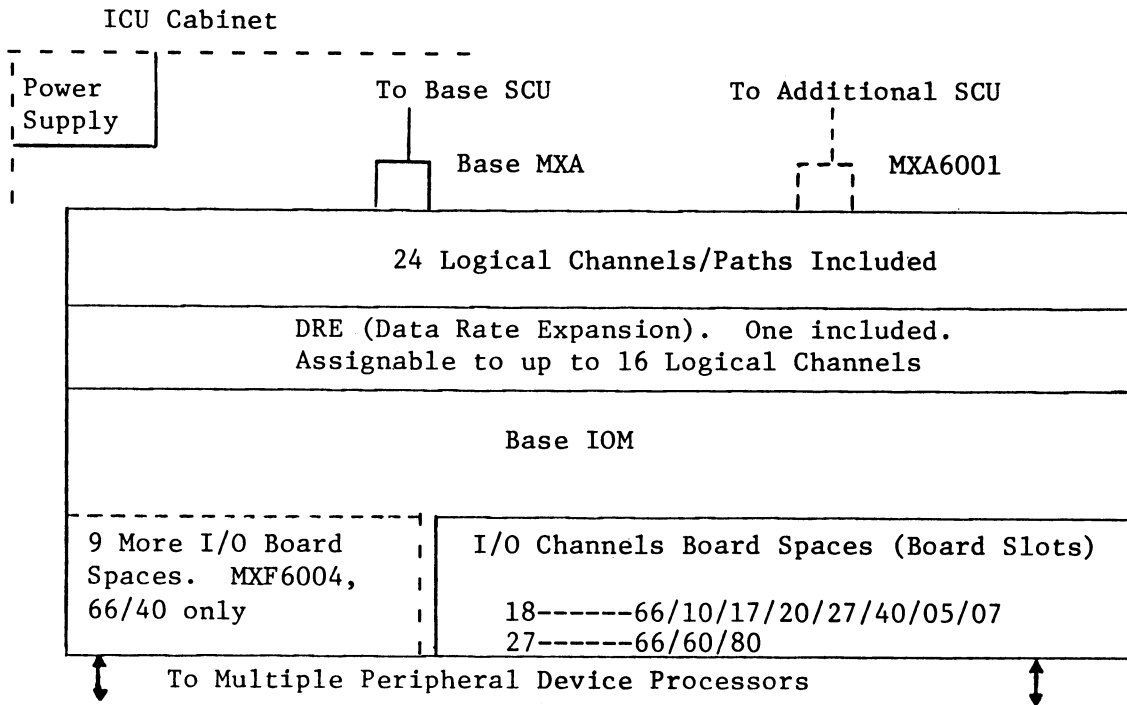 ICU Cabinet
Power
Supply
To Base SCU
To Additional SCU
Base MXA
MXA6001
24 Logical Channels/Paths Included
DRE (Data Rate Expansion). One included.
Assignable to up to 16 Logical Channels
Base IOM
9 More I/O Board
Spaces. MXF6004,
66/40 only
I/O Channels Board Spaces (Board Slots)
18------66/10/17/20/27/40/05/07
27------66/60/80
To Multiple Peripheral Device Processors